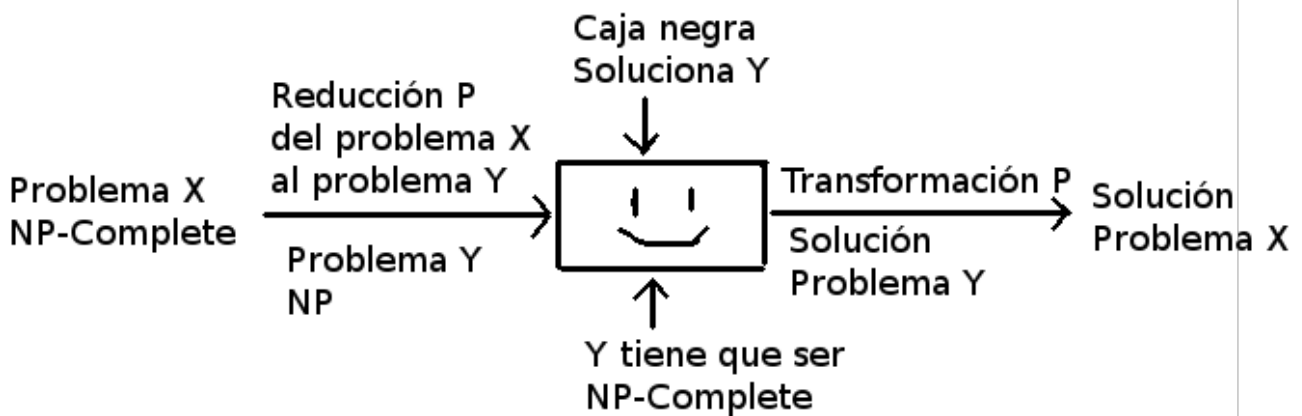 Caja negra
Soluciona Y
Reducción P
del problema X
al problema Y
Problema X
NP-Complete
Problema Y
NP
Transformación P
Solución
Problema Y
Solución
Problema X
Y tiene que ser
NP-Complete